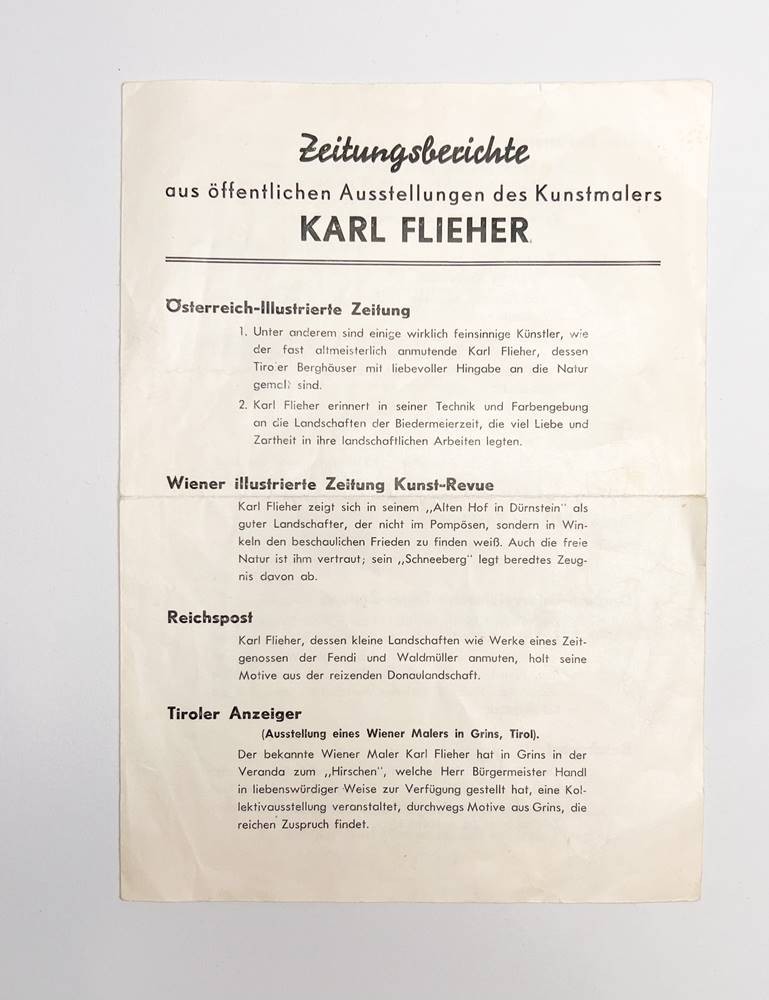 Zeitungsberichte
aus öffentlichen Ausstellungen des Kunstmalers
KARL FLIEHER
Österreich-Illustrierte Zeitung
1. Unter anderem sind einige wirklich feinsinnige Künstler, wie
der fast altmeisterlich anmutende Karl Flieher, dessen
Tiroler Berghäuser mit liebevoller Hingabe an die Natur
gemalt sind.
2. Karl Flieher erinnert in seiner Technik und Farbengebung
an die Landschaften der Biedermeierzeit, die viel Liebe und
Zartheit in ihre landschaftlichen Arbeiten legten.
Wiener illustrierte Zeitung Kunst-Revue
Karl Flieher zeigt sich in seinem „Alten Hof in Dürnstein" als
guter Landschafter, der nicht im Pompösen, sondern in Win-
keln den beschaulichen Frieden zu finden weiß. Auch die freie
Natur ist ihm vertraut; sein „Schneeberg" legt beredtes Zeug-
nis davon ab.
Reichspost
Karl Flieher, dessen kleine Landschaften wie Werke eines Zeit-
genossen der Fendi und Waldmüller anmuten, holt seine
Motive aus der reizenden Donaulandschaft.
Tiroler Anzeiger
(Ausstellung eines Wiener Malers in Grins, Tirol).
Der bekannte Wiener Maler Karl Flieher hat in Grins in der
Veranda zum „Hirschen", welche Herr Bürgermeister Handl
in liebenswürdiger Weise zur Verfügung gestellt hat, eine Kol-
lektivausstellung veranstaltet, durchwegs Motive aus Grins, die
reichen Zuspruch findet.